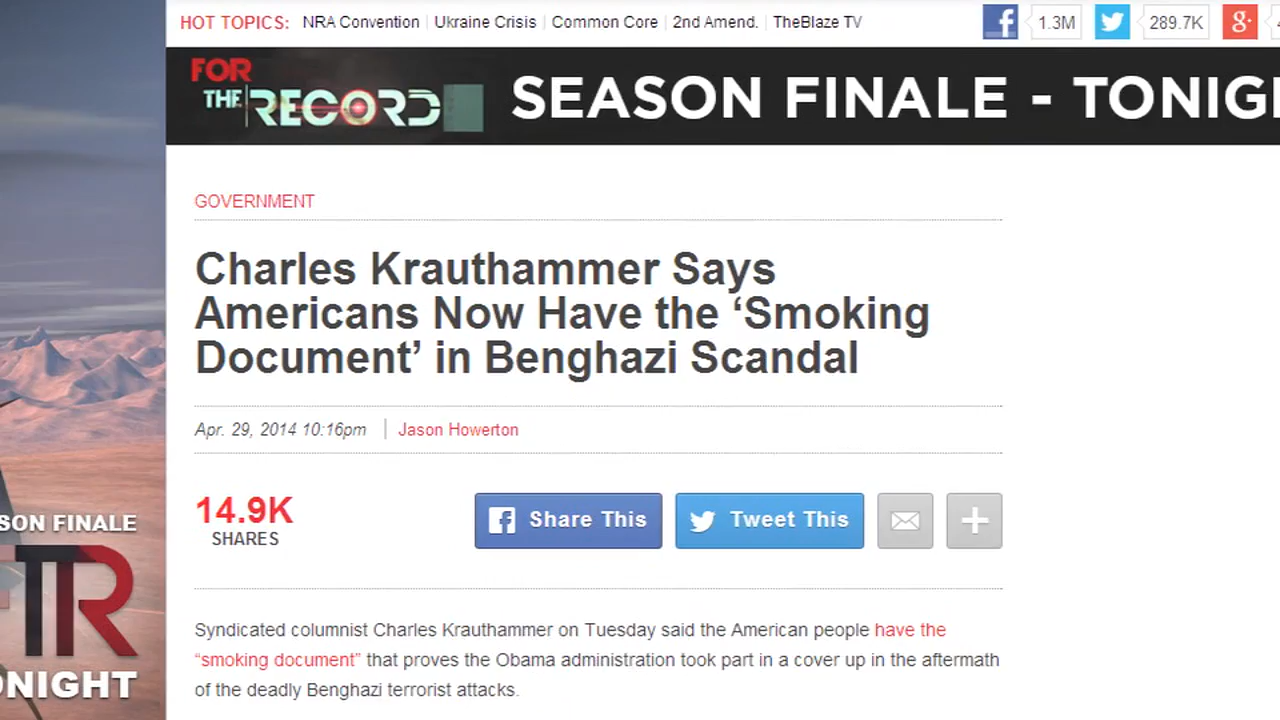 HOT TOPICS: NRA Convention | Ukraine Crisis | Common Core | 2nd Amend. | TheBlaze TV
1.3M
289.7K
FOR
THE RECORD
SEASON FINALE - TONIG
GOVERNMENT
Charles Krauthammer Says
Americans Now Have the ‘Smoking
Document’ in Benghazi Scandal
Apr. 29, 2014 10:16pm | Jason Howerton
14.9K
SHARES
Share This
Tweet This
SON FINALE
TR
ONIGHT
Syndicated columnist Charles Krauthammer on Tuesday said the American people have the
“smoking document” that proves the Obama administration took part in a cover up in the aftermath
of the deadly Benghazi terrorist attacks.